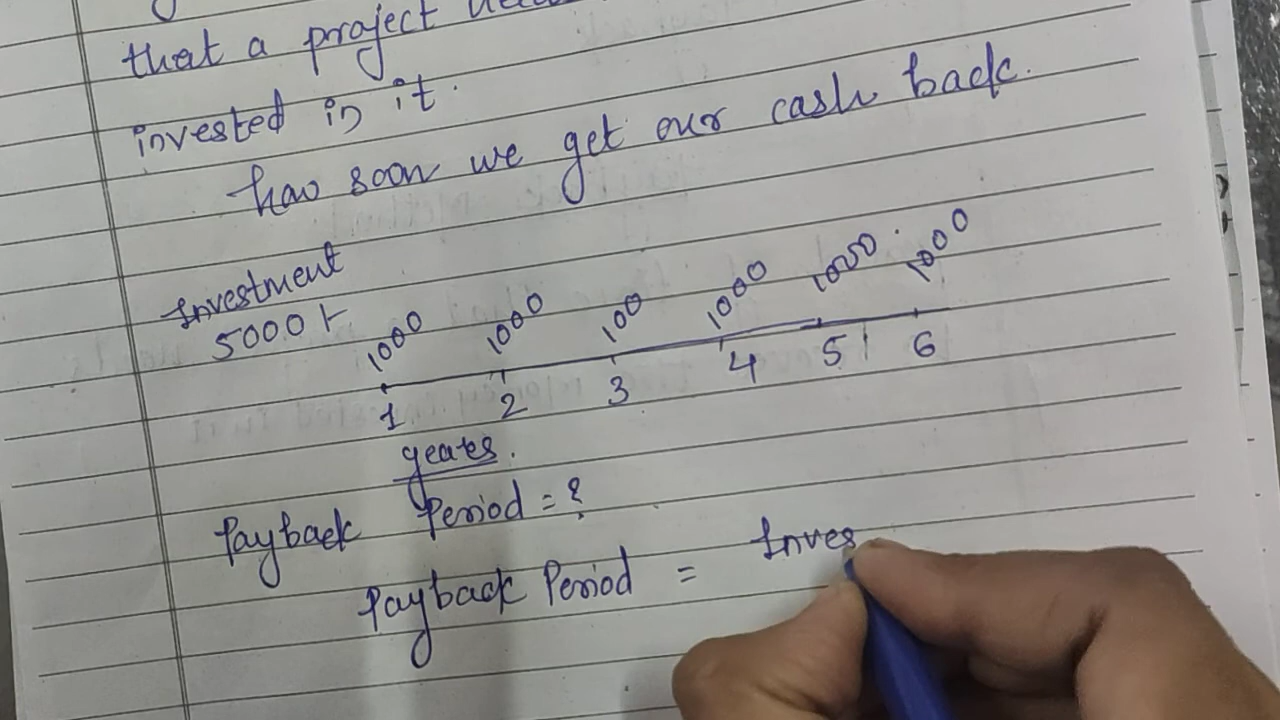 that a project
invested in it.
how soon we get our cash back.
Investment
5000/-
1000 1000 100 1000 1000 1000
1 2 3 4 5 6
years.
Payback Period = ?
Payback Period = Inves